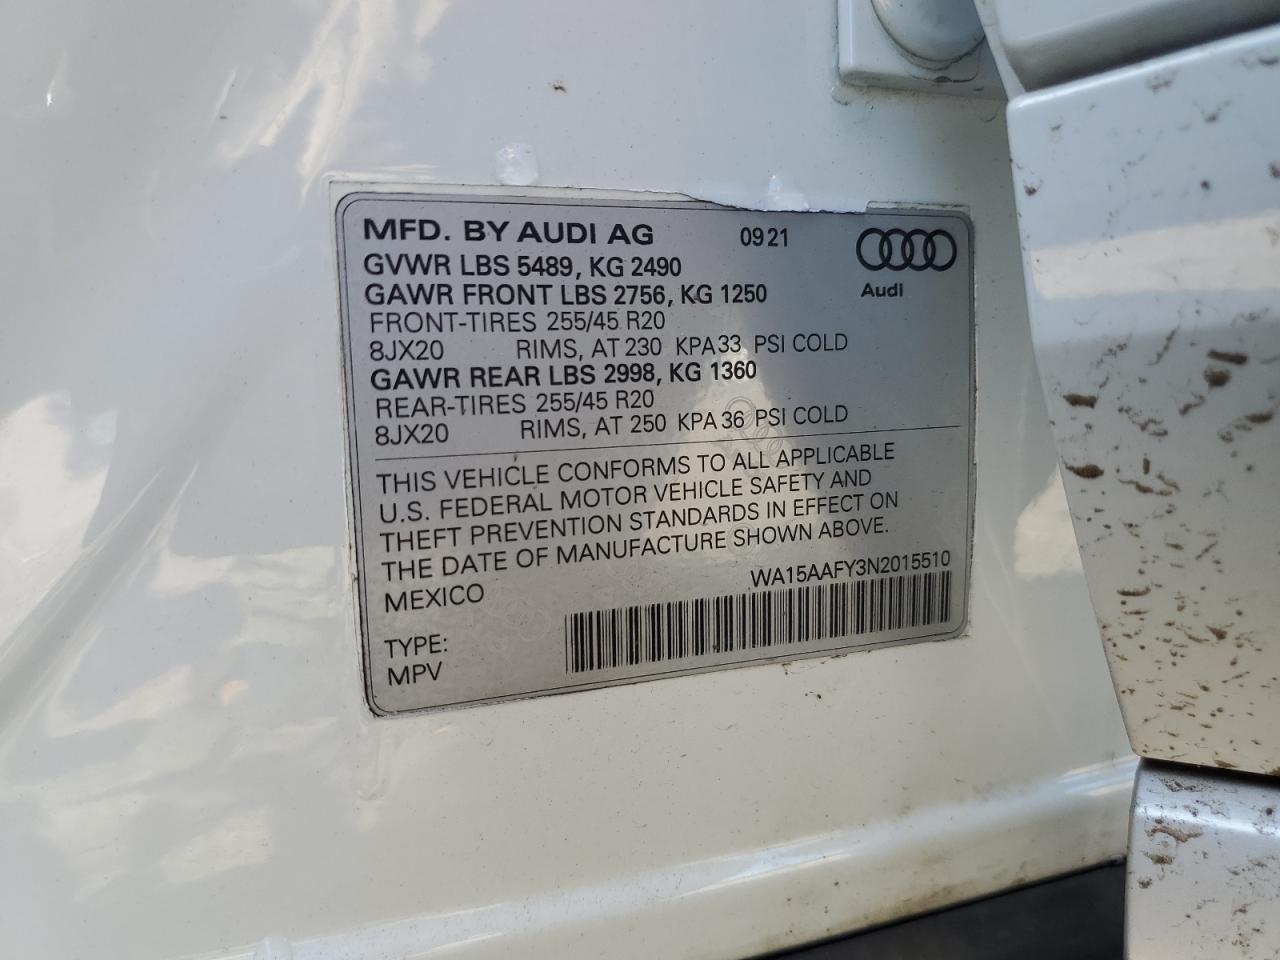 MFD. BY AUDI AG 09 21
GVWR LBS 5489, KG 2490
GAWR FRONT LBS 2756, KG 1250
Audi
FRONT-TIRES 255/45 R20
8JX20 RIMS, AT 230 KPA 33 PSI COLD
GAWR REAR LBS 2998, KG 1360
REAR-TIRES 255/45 R20
8JX20 RIMS, AT 250 KPA 36 PSI COLD
THIS VEHICLE CONFORMS TO ALL APPLICABLE
U.S. FEDERAL MOTOR VEHICLE SAFETY AND
THEFT PREVENTION STANDARDS IN EFFECT ON
THE DATE OF MANUFACTURE SHOWN ABOVE.
MEXICO WA15AAFY3N2015510
TYPE:
MPV